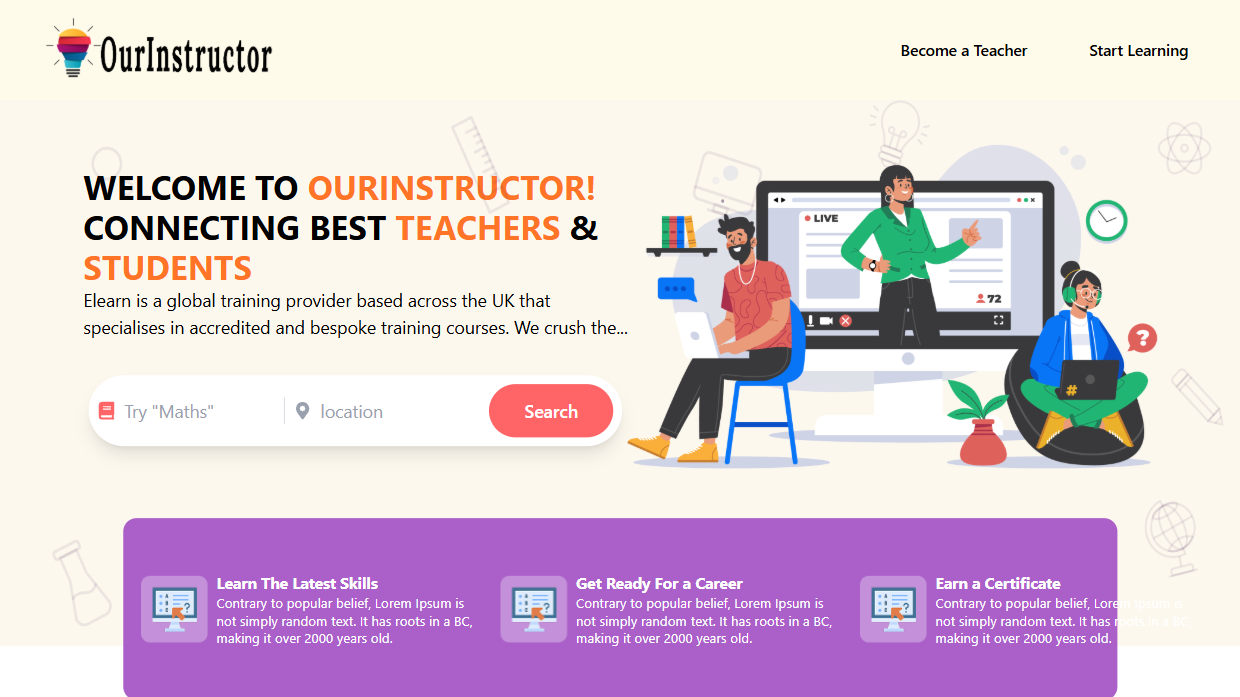 OurInstructor
Become a Teacher
Start Learning
WELCOME TO OURINSTRUCTOR!
CONNECTING BEST TEACHERS &
STUDENTS
Elearn is a global training provider based across the UK that
specialises in accredited and bespoke training courses. We crush the...
LIVE
72
?
#
Try "Maths"
location
Search
Learn The Latest Skills
Contrary to popular belief, Lorem Ipsum is
not simply random text. It has roots in a BC,
making it over 2000 years old.
Get Ready For a Career
Contrary to popular belief, Lorem Ipsum is
not simply random text. It has roots in a BC,
making it over 2000 years old.
Earn a Certificate
Contrary to popular belief, Lorem Ipsum is
not simply random text. It has roots in a BC,
making it over 2000 years old.